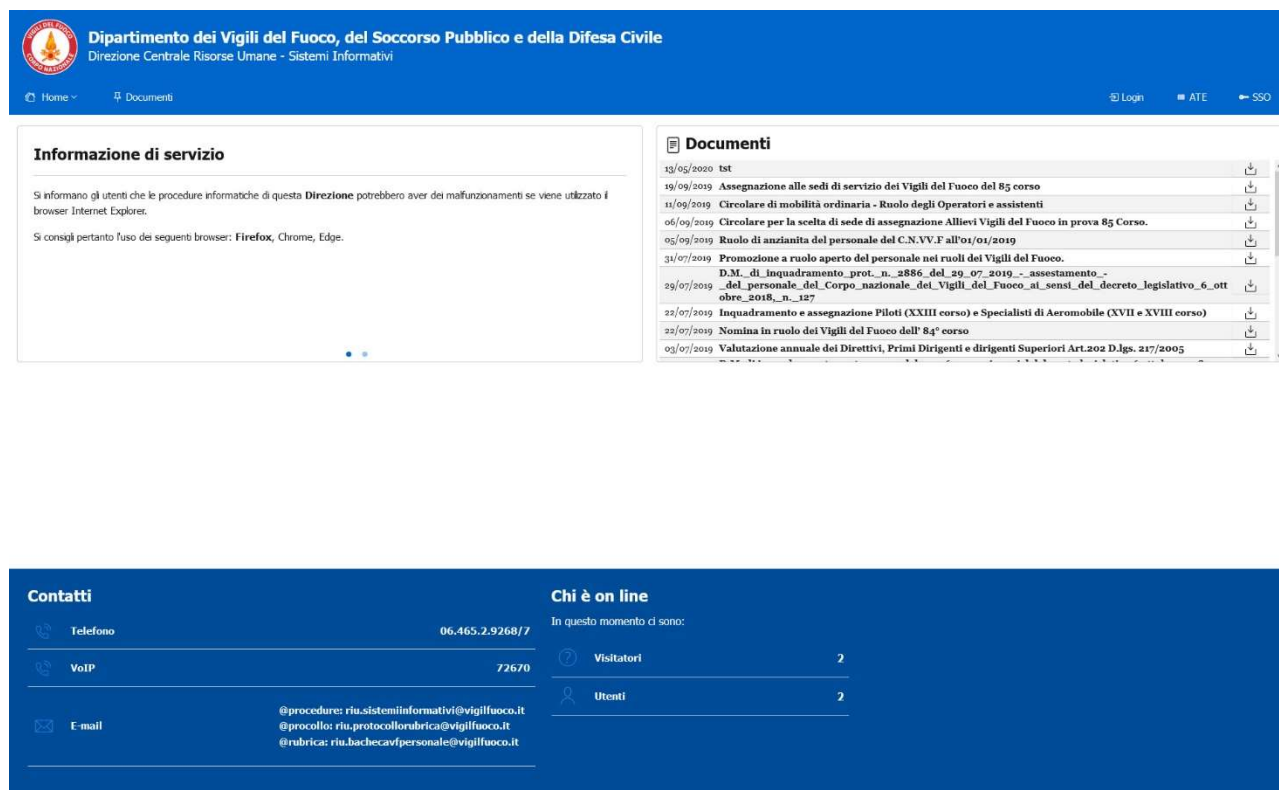 Dipartimento dei Vigili del Fuoco, del Soccorso Pubblico e della Difesa Civile
Direzione Centrale Risorse Umane - Sistemi Informativi
Home
Documenti
Login
ATE
SSO
Informazione di servizio
Si informano gli utenti che le procedure informatiche di questa Direzione potrebbero aver dei malfunzionamenti se viene utilizzato il
browser Internet Explorer.
Si consigli pertanto l'uso dei seguenti browser: Firefox, Chrome, Edge.
Documenti
13/05/2020 tst
19/09/2019 Assegnazione alle sedi di servizio dei Vigili del Fuoco del 85 corso
11/09/2019 Circolare di mobilità ordinaria - Ruolo degli Operatori e assistenti
06/09/2019 Circolare per la scelta di sede di assegnazione Allievi Vigili del Fuoco in prova 85 Corso.
05/09/2019 Ruolo di anzianita del personale del C.N.VV.F all'01/01/2019
31/07/2019 Promozione a ruolo aperto del personale nei ruoli dei Vigili del Fuoco.
D.M._di_inquadramento_prot._n._2886_del_29_07_2019_-_assestamento_-
29/07/2019 _del_personale_del_Corpo_nazionale_dei_Vigili_del_Fuoco_ai_sensi_del_decreto_legislativo_6_ott
obre_2018,_n._127
22/07/2019 Inquadramento e assegnazione Piloti (XXIII corso) e Specialisti di Aeromobile (XVII e XVIII corso)
22/07/2019 Nomina in ruolo dei Vigili del Fuoco dell' 84° corso
03/07/2019 Valutazione annuale dei Direttivi, Primi Dirigenti e dirigenti Superiori Art.202 D.lgs. 217/2005
Contatti
Telefono 06.465.2.9268/7
VoIP 72670
@procedure: riu.sistemiinformativi@vigilfuoco.it
E-mail @procollo: riu.protocollorubrica@vigilfuoco.it
@rubrica: riu.bachecavfpersonale@vigilfuoco.it
Chi è on line
In questo momento ci sono:
Visitatori 2
Utenti 2